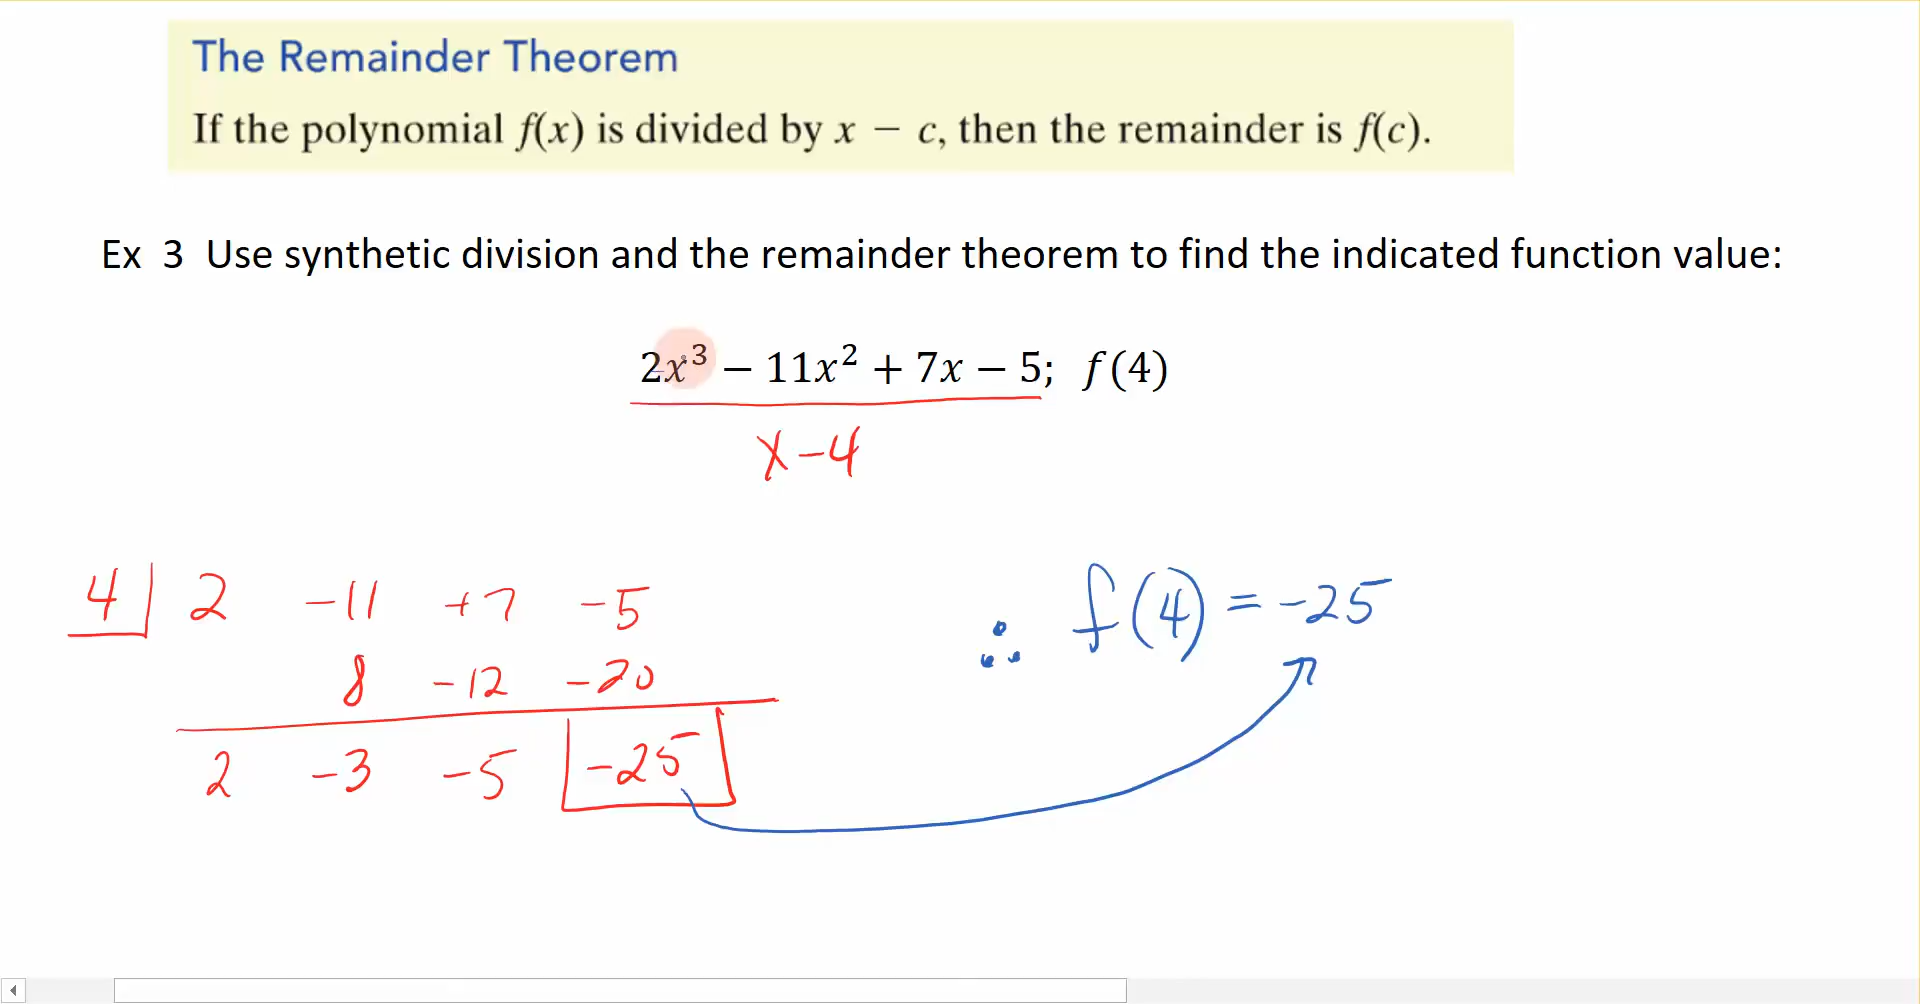 The Remainder Theorem
If the polynomial f(x) is divided by x − c, then the remainder is f(c).
Ex 3 Use synthetic division and the remainder theorem to find the indicated function value:
2x³ − 11x² + 7x − 5; f(4)
x − 4
4 2 −11 +7 −5
8 −12 −20
2 −3 −5 −25
∴ f(4) = −25